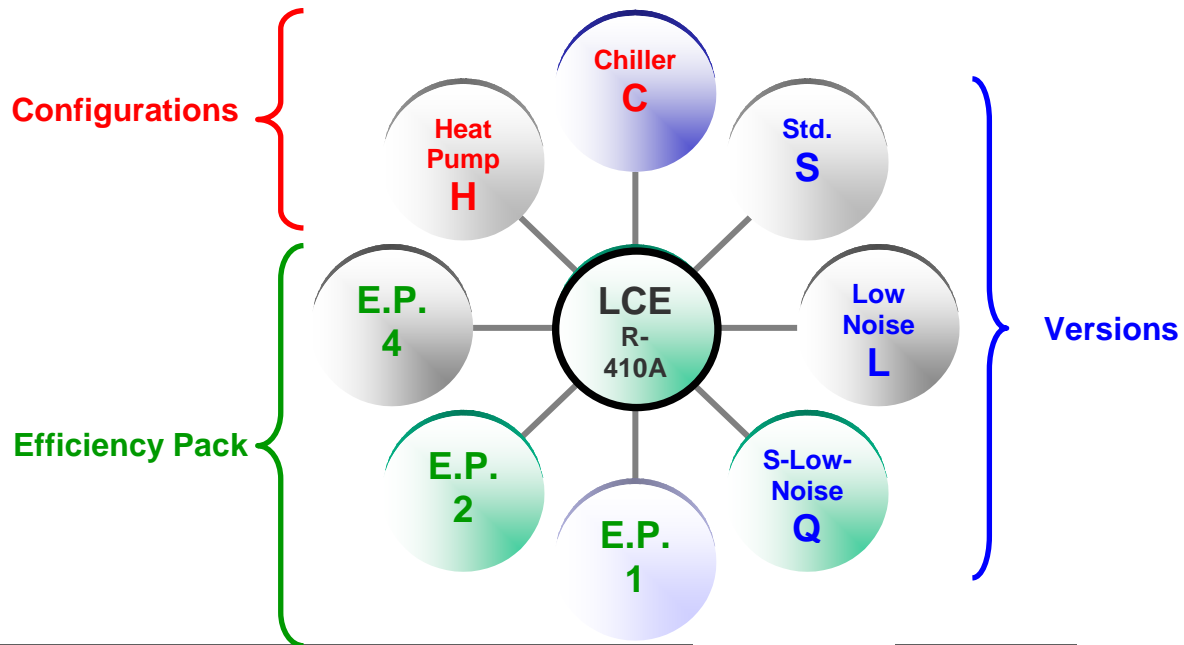 Configurations
Chiller
C
Heat
Pump
H
Std.
S
E.P.
4
LCE
R-
410A
Low
Noise
L
Versions
Efficiency Pack
E.P.
2
E.P.
1
S-Low-
Noise
Q